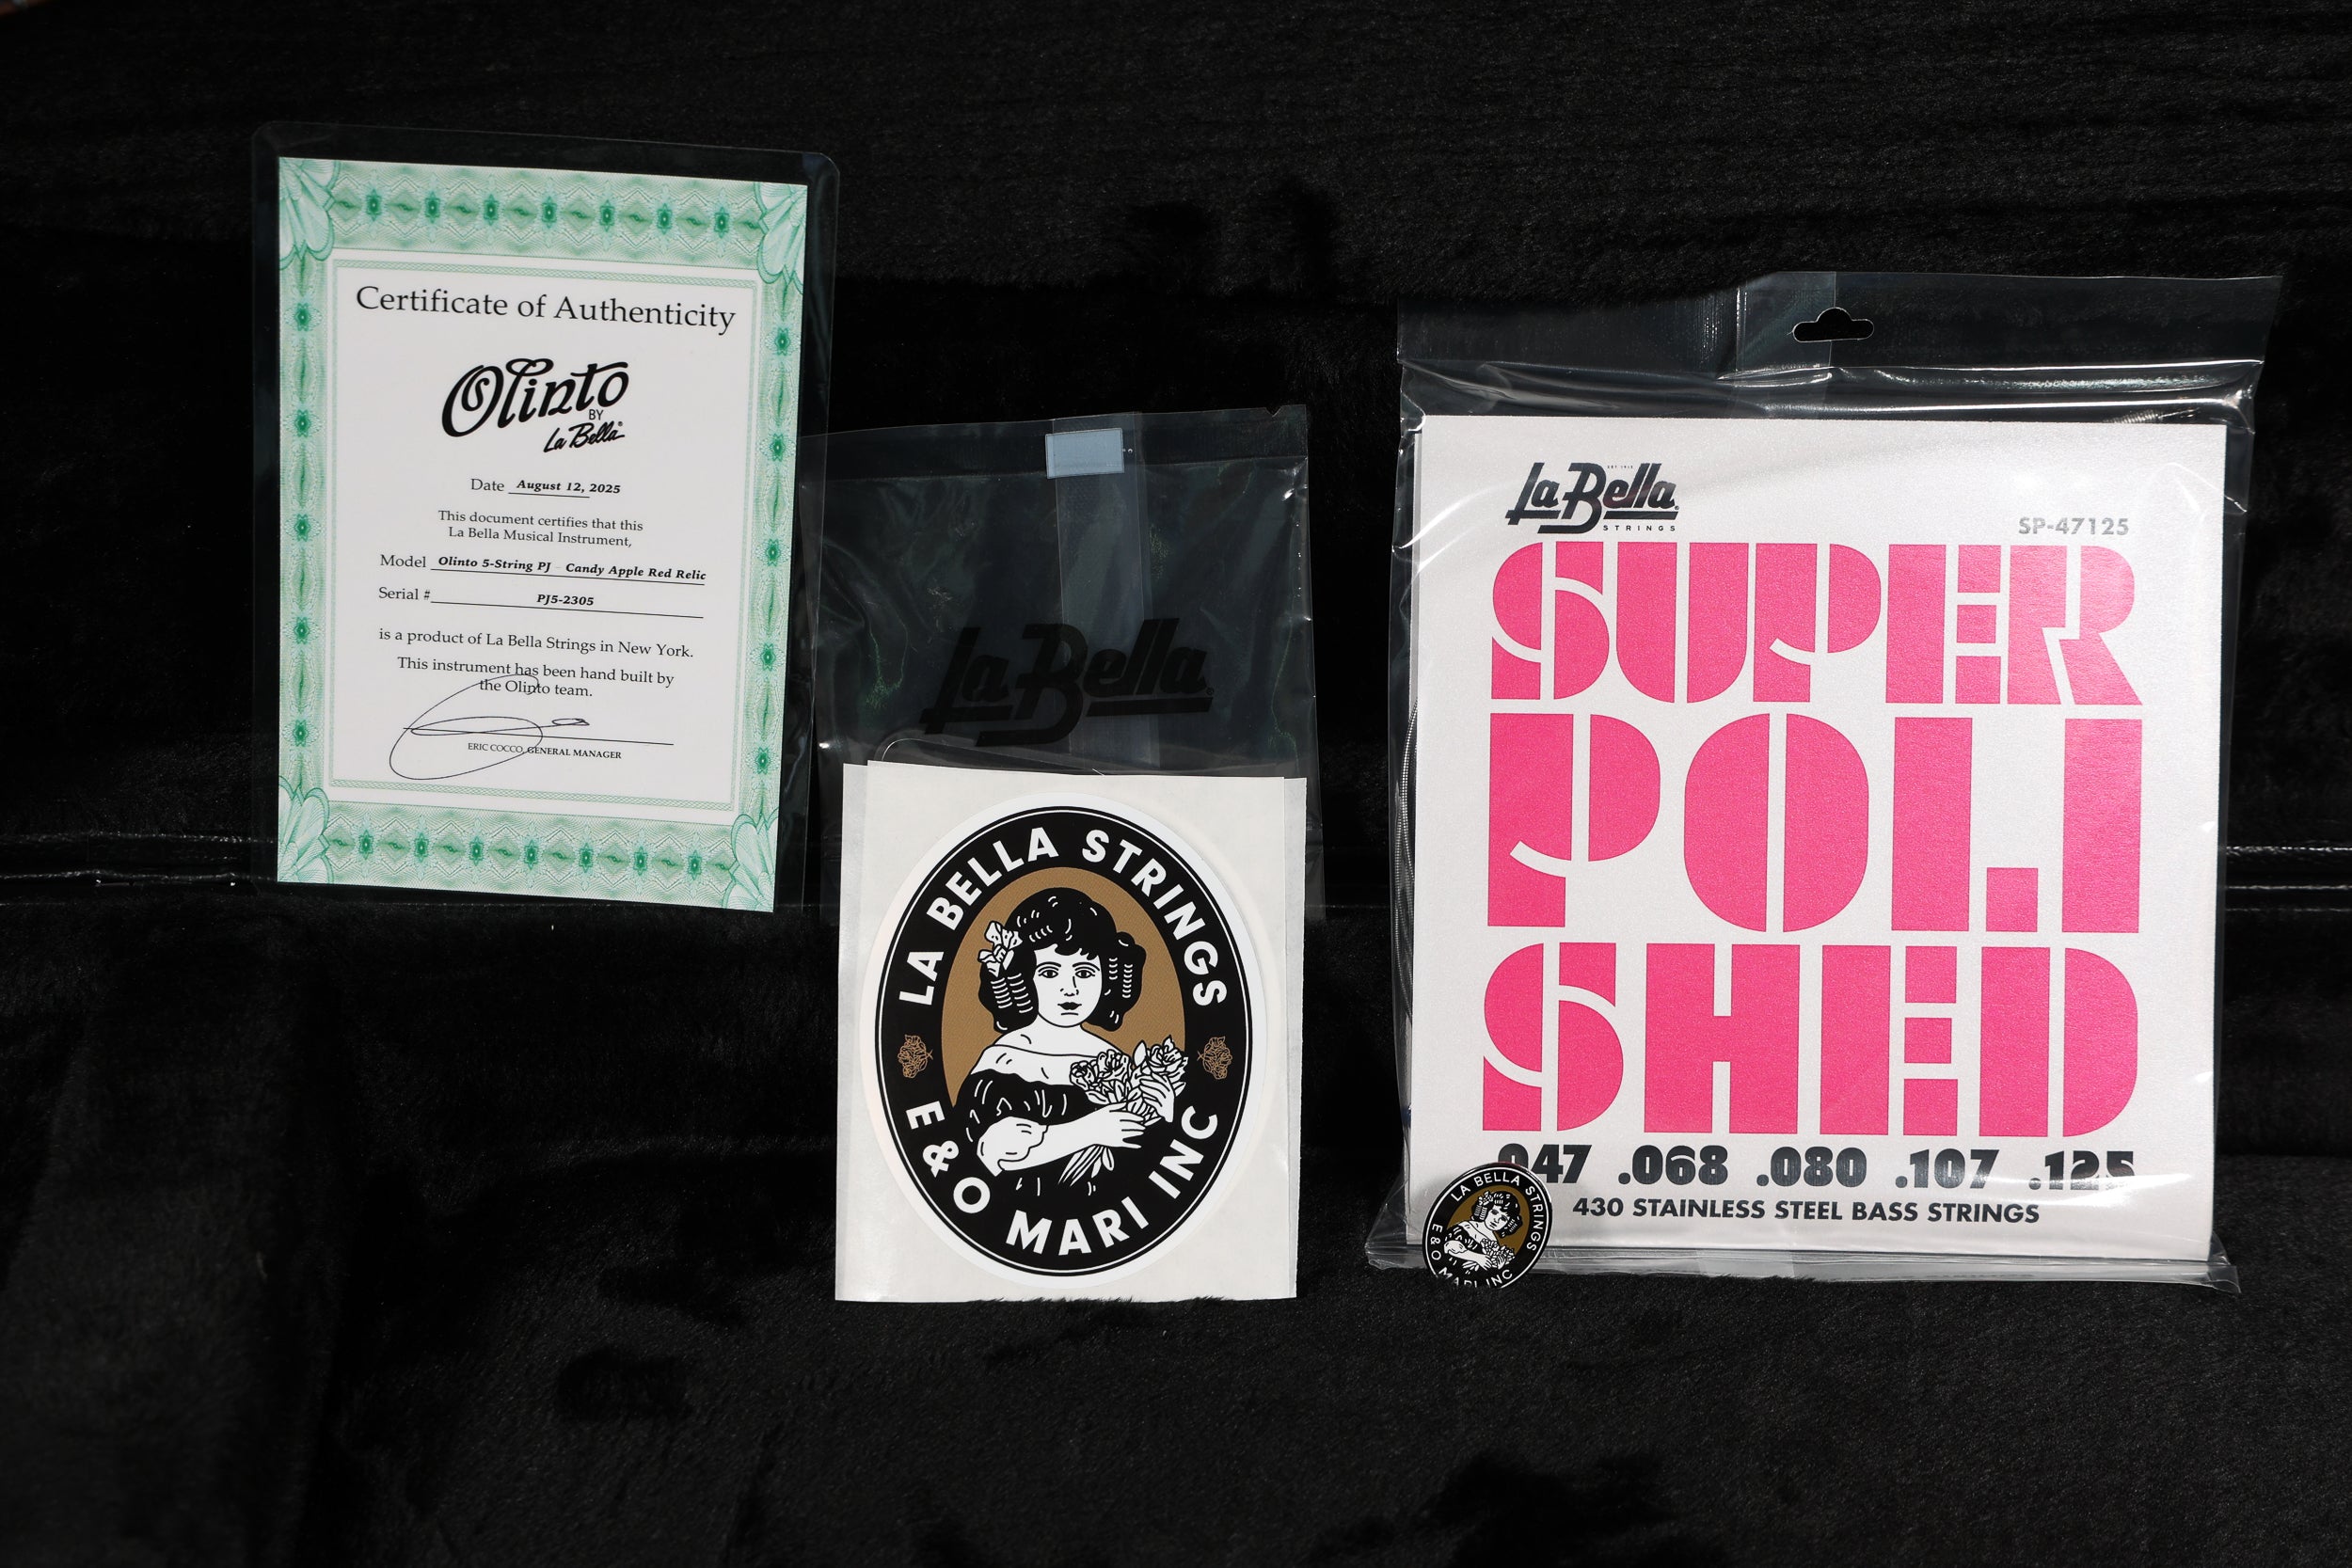 Certificate of Authenticity
Olinto
BY
La Bella
Date August 12, 2025
This document certifies that this
La Bella Musical Instrument,
Model Olinto 5-String PJ - Candy Apple Red Relic
Serial # PJ5-2305
is a product of La Bella Strings in New York.
This instrument has been hand built by
the Olinto team.
ERIC COCCO, GENERAL MANAGER
La Bella
LA BELLA STRINGS
E&O MARI INC
La Bella
STRINGS
SP-47125
SUPER
POLI
SHED
.047 .068 .080 .107 .125
430 STAINLESS STEEL BASS STRINGS
LA BELLA STRINGS
E&O MARI INC